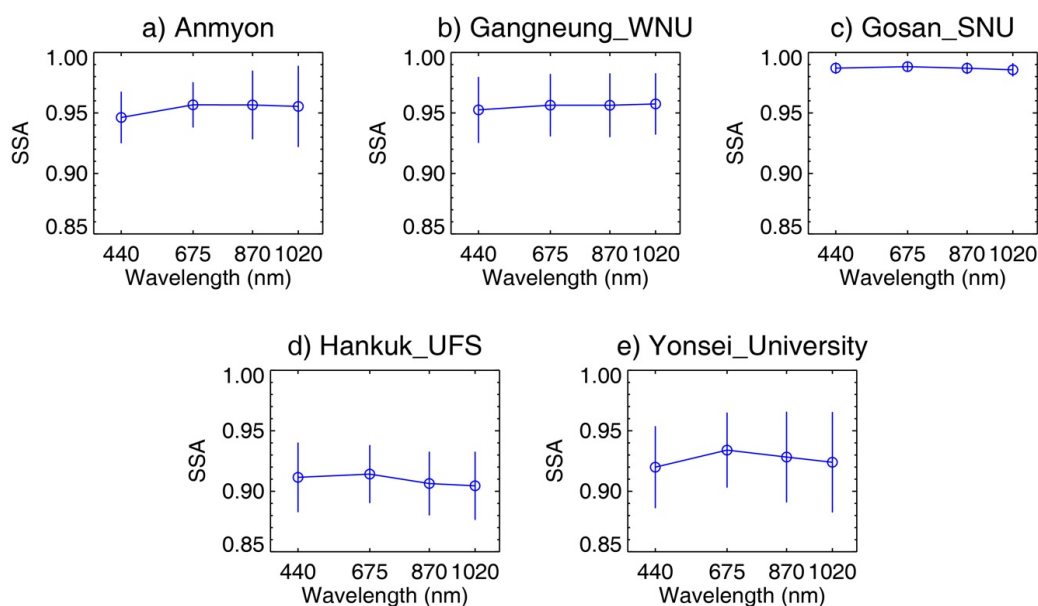 a) Anmyon
1.00
0.95
0.90
0.85
SSA
440 675 870 1020
Wavelength (nm)
b) Gangneung_WNU
1.00
0.95
0.90
0.85
SSA
440 675 870 1020
Wavelength (nm)
c) Gosan_SNU
1.00
0.95
0.90
0.85
SSA
440 675 870 1020
Wavelength (nm)
d) Hankuk_UFS
1.00
0.95
0.90
0.85
SSA
440 675 870 1020
Wavelength (nm)
e) Yonsei_University
1.00
0.95
0.90
0.85
SSA
440 675 870 1020
Wavelength (nm)